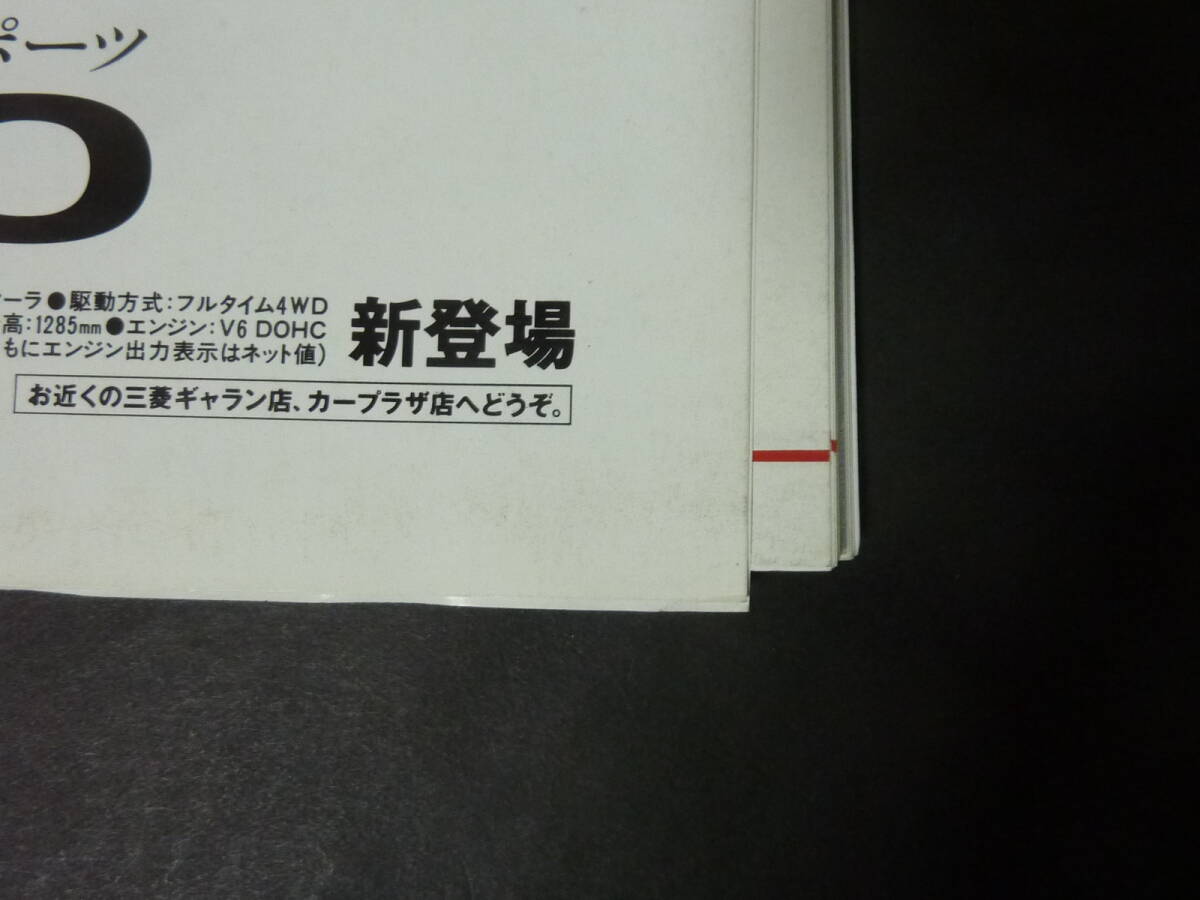 ポーツ
O
ーラ●駆動方式:フルタイム4WD
高:1285mm●エンジン:V6 DOHC
もにエンジン出力表示はネット値)
新登場
お近くの三菱ギャラン店、カープラザ店へどうぞ。